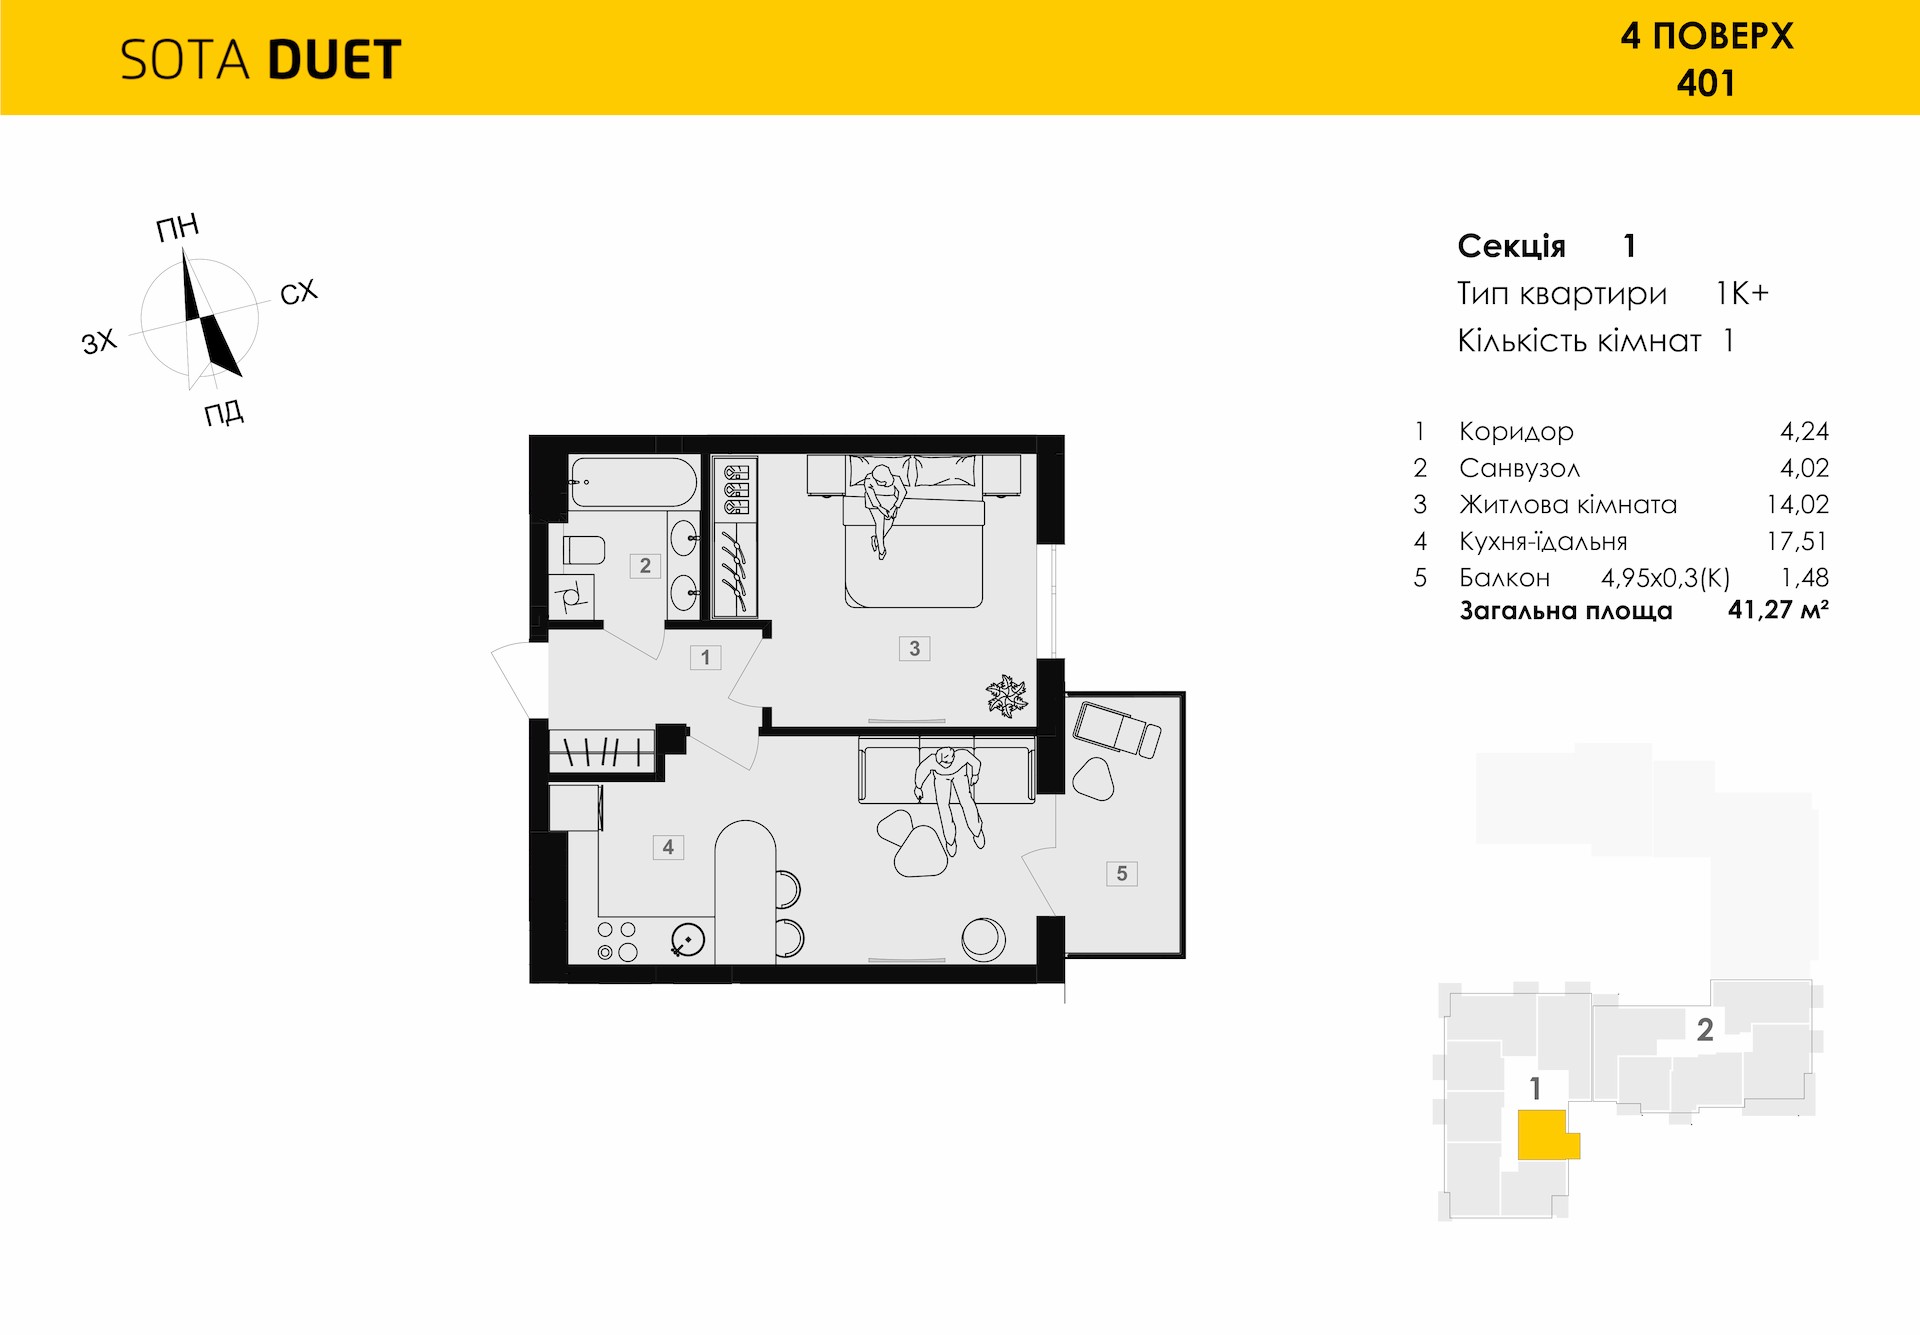 SOTA DUET
4 ПОВЕРХ
401
ПН
СХ
ЗХ
ПД
Секція 1
Тип квартири 1К+
Кількість кімнат 1
1 Коридор 4,24
2 Санвузол 4,02
3 Житлова кімната 14,02
4 Кухня-їдальня 17,51
5 Балкон 4,95х0,3(К) 1,48
Загальна площа 41,27 м²
2
1
3
4
5
2
1